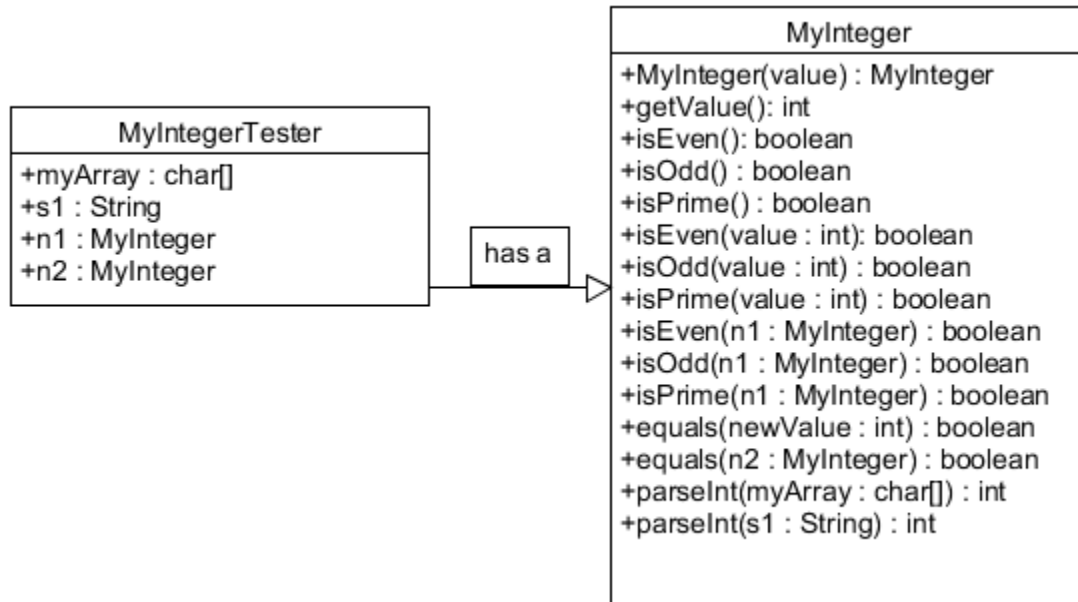 MyIntegerTester
+myArray : char[]
+s1 : String
+n1 : MyInteger
+n2 : MyInteger
has a
MyInteger
+MyInteger(value) : MyInteger
+getValue(): int
+isEven(): boolean
+isOdd() : boolean
+isPrime() : boolean
+isEven(value : int): boolean
+isOdd(value : int) : boolean
+isPrime(value : int) : boolean
+isEven(n1 : MyInteger) : boolean
+isOdd(n1 : MyInteger) : boolean
+isPrime(n1 : MyInteger) : boolean
+equals(newValue : int) : boolean
+equals(n2 : MyInteger) : boolean
+parseInt(myArray : char[]) : int
+parseInt(s1 : String) : int